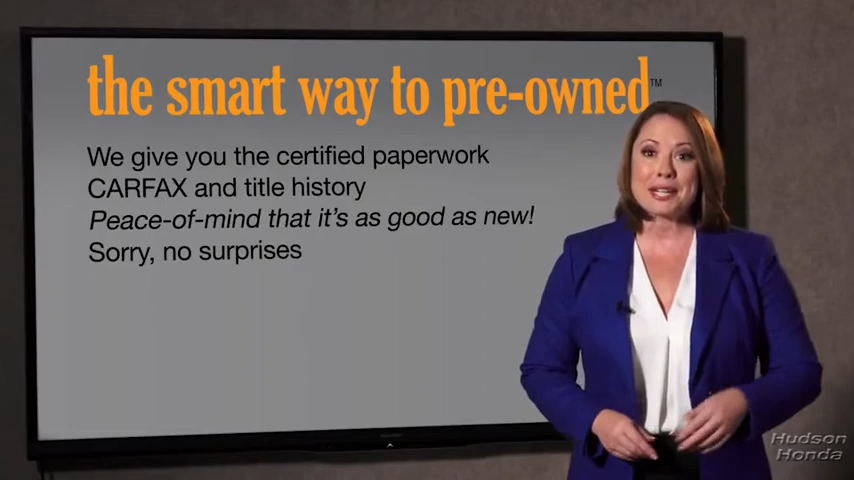 the smart way to pre-owned™
We give you the certified paperwork
CARFAX and title history
Peace-of-mind that it's as good as new!
Sorry, no surprises
Hudson
Honda